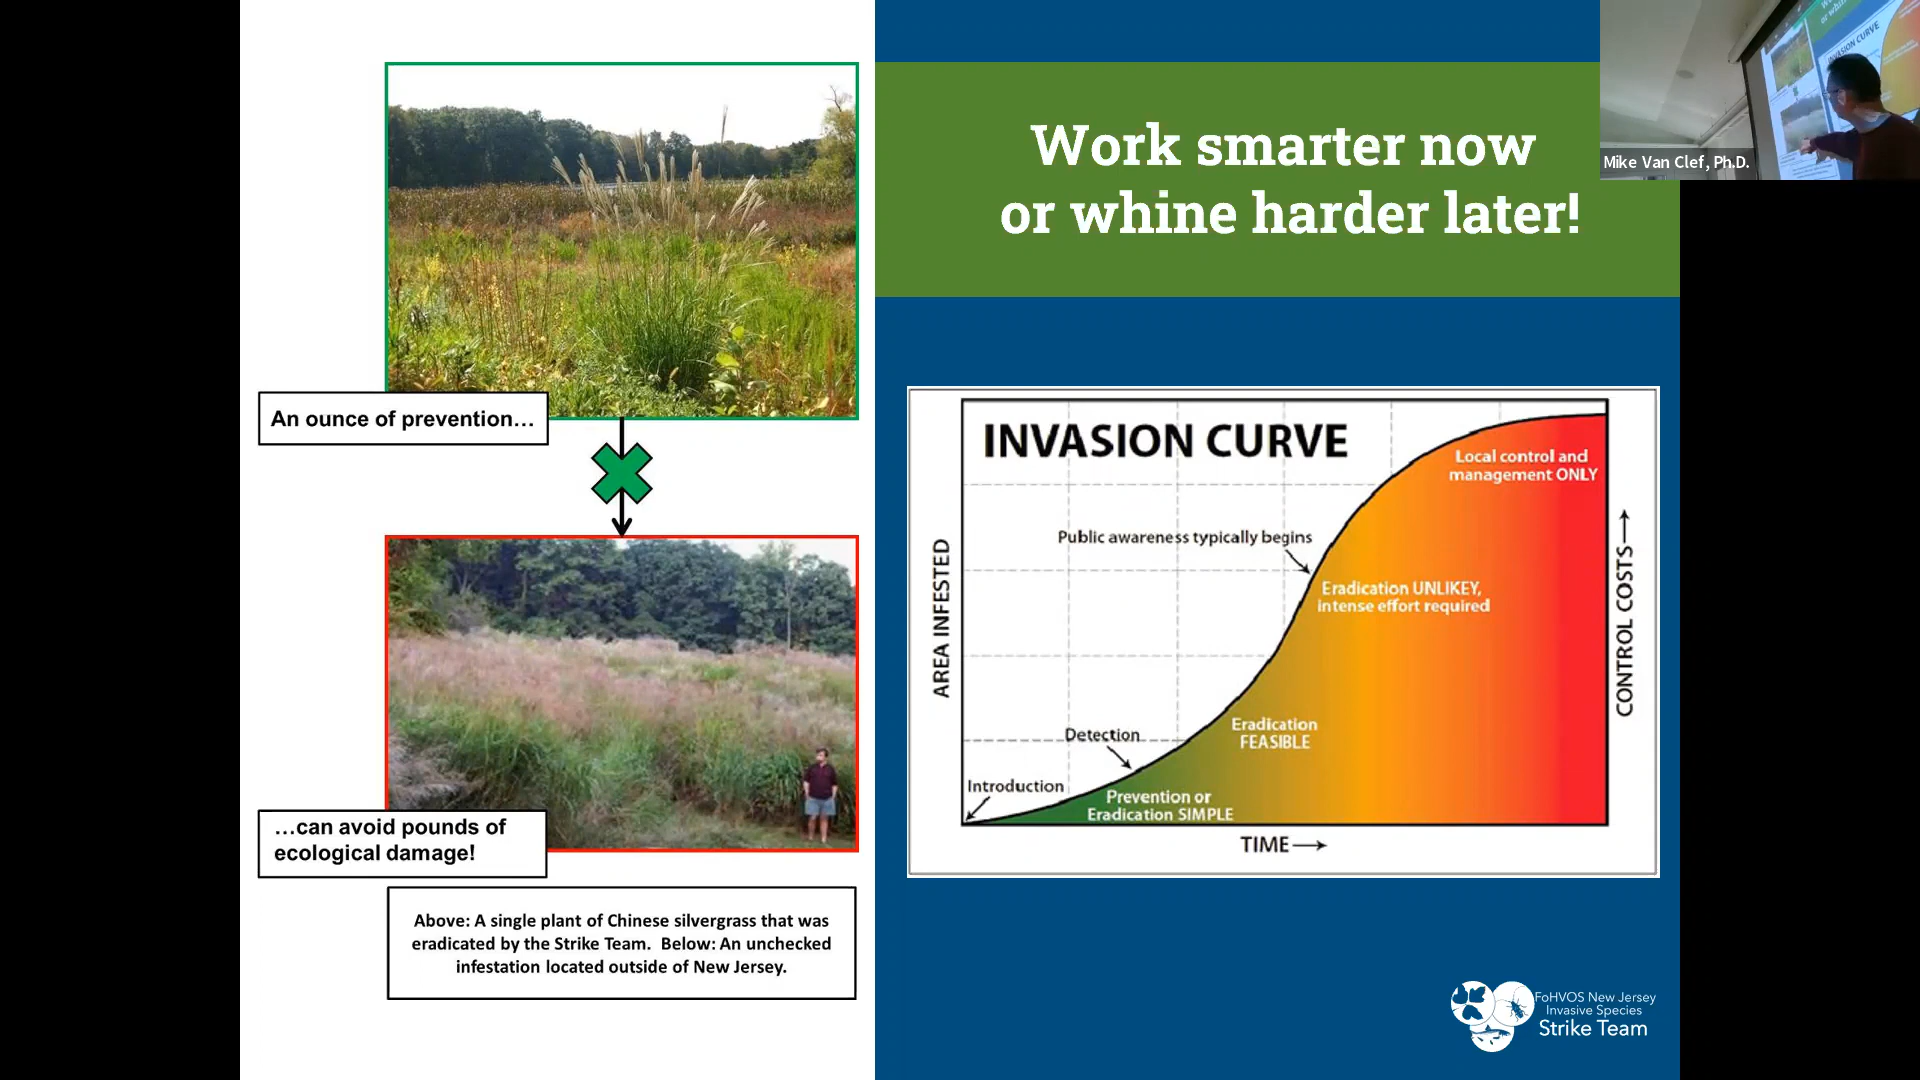 Work smarter now
or whine harder later!
Mike Van Clef, Ph.D.
INVASION CURVE
An ounce of prevention…
…can avoid pounds of
ecological damage!
Above: A single plant of Chinese silvergrass that was
eradicated by the Strike Team. Below: An unchecked
infestation located outside of New Jersey.
INVASION CURVE
Local control and
management ONLY
Public awareness typically begins
Eradication UNLIKEY,
intense effort required
Eradication
FEASIBLE
Detection
Introduction
Prevention or
Eradication SIMPLE
AREA INFESTED
CONTROL COSTS
TIME
FoHVOS New Jersey
Invasive Species
Strike Team